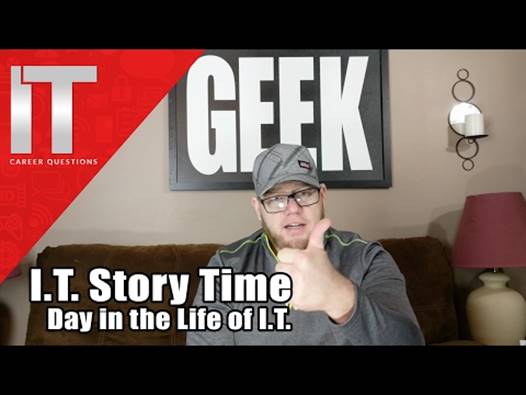 IT
CAREER QUESTIONS
GEEK
I.T. Story Time
Day in the Life of I.T.